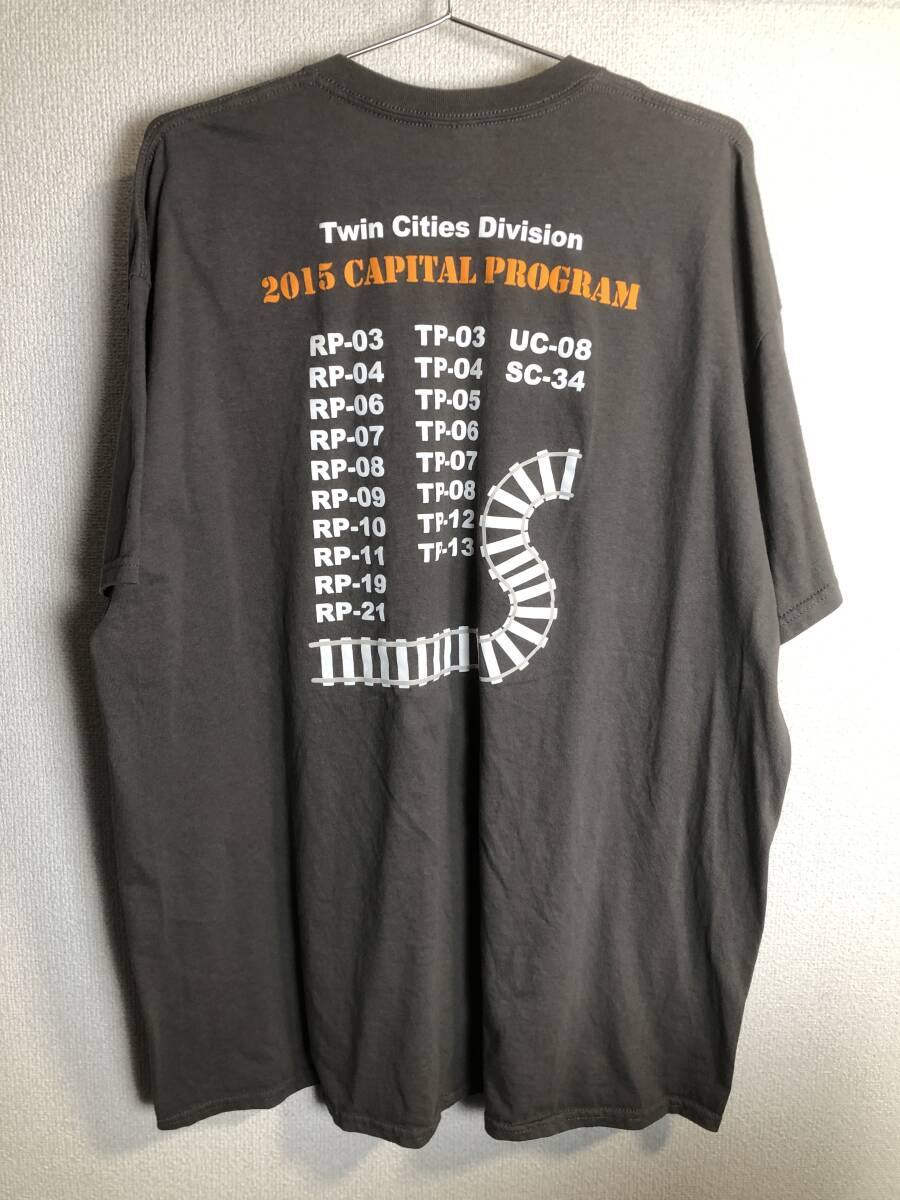 Twin Cities Division
2015 CAPITAL PROGRAM
RP-03 TP-03 UC-08
RP-04 TP-04 SC-34
RP-06 TP-05
RP-07 TP-06
RP-08 TP-07
RP-09 TP-08
RP-10 TP-12
RP-11 TP-13
RP-19
RP-21